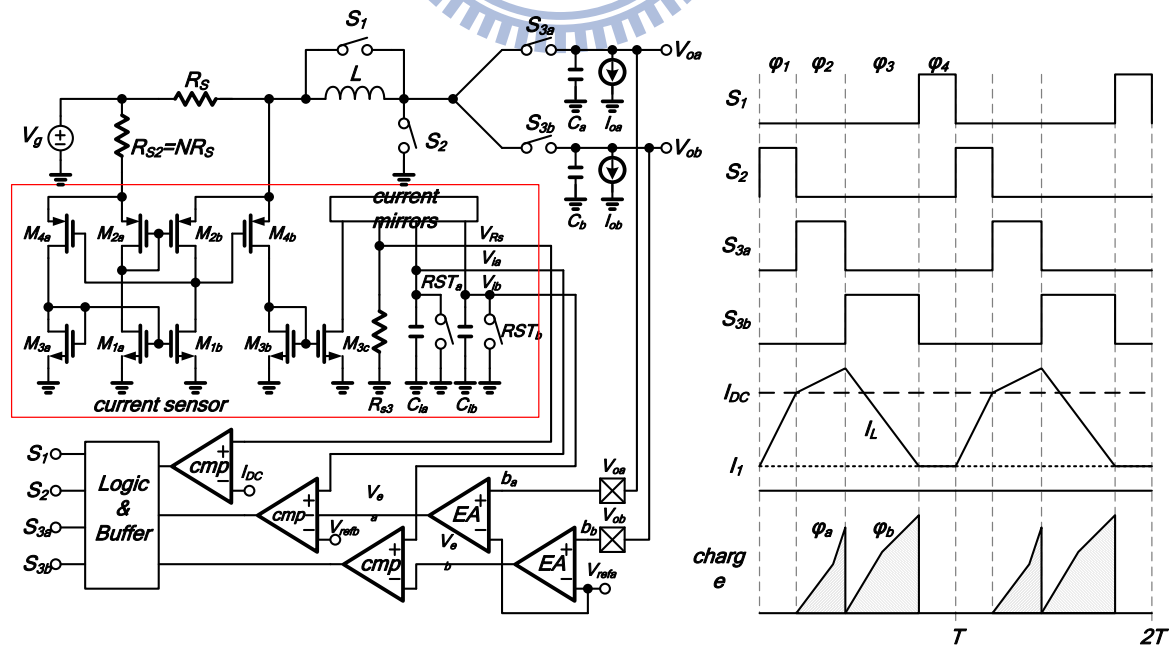 S1
S3a
Voa
RS
L
Ca
Ioa
Vg
RS2=NRS
S2
S3b
Vob
Cb
Iob
current
mirrors
M4a
M2a
M2b
M4b
VRs
Via
RSTa
Vib
RSTb
M3a
M1a
M1b
M3b
M3c
current sensor
Rs3
Cia
Cib
S1
S2
S3a
S3b
Logic
&
Buffer
cmp
+
-
IDC
cmp
+
-
Vrefb
Ve
a
cmp
+
-
Ve
b
EA
+
-
ba
Voa
EA
+
-
bb
Vob
Vrefa
φ1
φ2
φ3
φ4
S1
S2
S3a
S3b
IDC
IL
I1
φa
φb
charg
e
T
2T